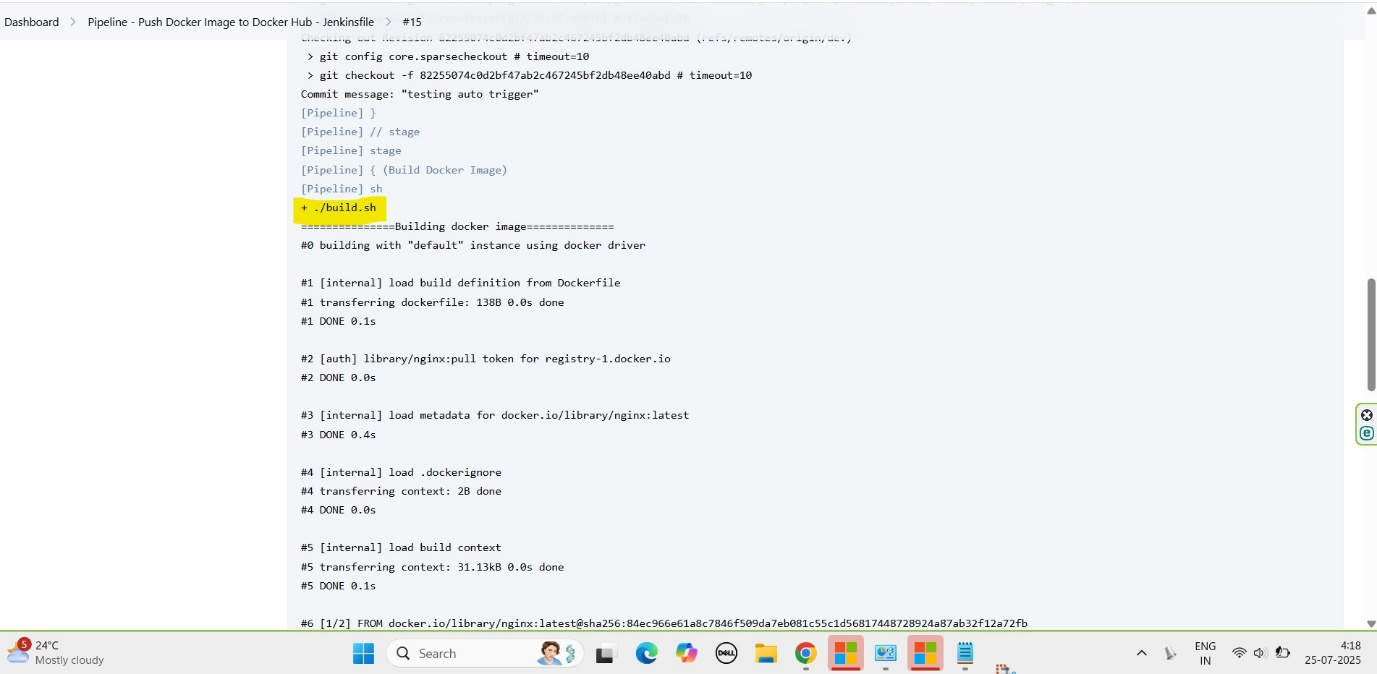 Dashboard > Pipeline - Push Docker Image to Docker Hub - Jenkinsfile > #15
> git config core.sparsecheckout # timeout=10
> git checkout -f 82255074c0d2bf47ab2c467245bf2db48ee40abd # timeout=10
Commit message: "testing auto trigger"
[Pipeline] }
[Pipeline] // stage
[Pipeline] stage
[Pipeline] { (Build Docker Image)
[Pipeline] sh
+ ./build.sh
===============Building docker image==============
#0 building with "default" instance using docker driver
#1 [internal] load build definition from Dockerfile
#1 transferring dockerfile: 138B 0.0s done
#1 DONE 0.1s
#2 [auth] library/nginx:pull token for registry-1.docker.io
#2 DONE 0.0s
#3 [internal] load metadata for docker.io/library/nginx:latest
#3 DONE 0.4s
#4 [internal] load .dockerignore
#4 transferring context: 2B done
#4 DONE 0.0s
#5 [internal] load build context
#5 transferring context: 31.13kB 0.0s done
#5 DONE 0.1s
#6 [1/2] FROM docker.io/library/nginx:latest@sha256:84ec966e61a8c7846f509da7eb081c55c1d56817448728924a87ab32f12a72fb
5
24°C
Mostly cloudy
Search
DELL
ENG
IN
4:18
25-07-2025